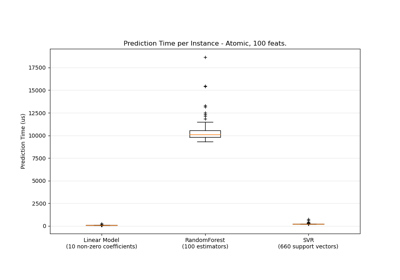 Prediction Time per Instance - Atomic, 100 feats.
Prediction Time (us)
17500
15000
12500
10000
7500
5000
2500
0
Linear Model
(10 non-zero coefficients)
RandomForest
(100 estimators)
SVR
(660 support vectors)